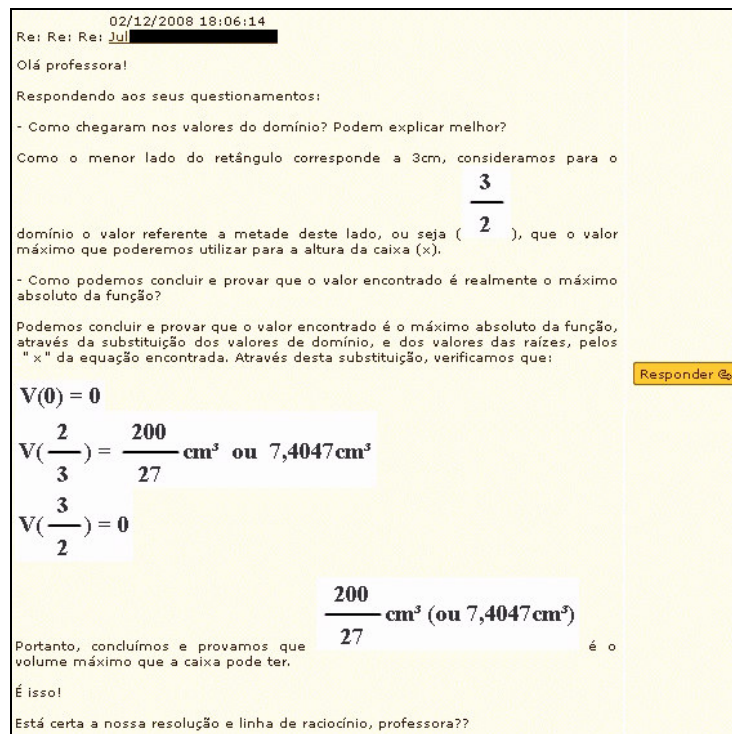 02/12/2008 18:06:14
Re: Re: Re: Jul
Olá professora!
Respondendo aos seus questionamentos:
- Como chegaram nos valores do domínio? Podem explicar melhor?
Como o menor lado do retângulo corresponde a 3cm, consideramos para o
domínio o valor referente a metade deste lado, ou seja ( 3/2 ), que o valor
máximo que poderemos utilizar para a altura da caixa (x).
- Como podemos concluir e provar que o valor encontrado é realmente o máximo
absoluto da função?
Podemos concluir e provar que o valor encontrado é o máximo absoluto da função,
através da substituição dos valores de domínio, e dos valores das raízes, pelos
"x" da equação encontrada. Através desta substituição, verificamos que:
Responder
V(0) = 0
V(2/3) = 200/27 cm³ ou 7,4047cm³
V(3/2) = 0
Portanto, concluímos e provamos que 200/27 cm³ (ou 7,4047cm³) é o
volume máximo que a caixa pode ter.
É isso!
Está certa a nossa resolução e linha de raciocínio, professora??